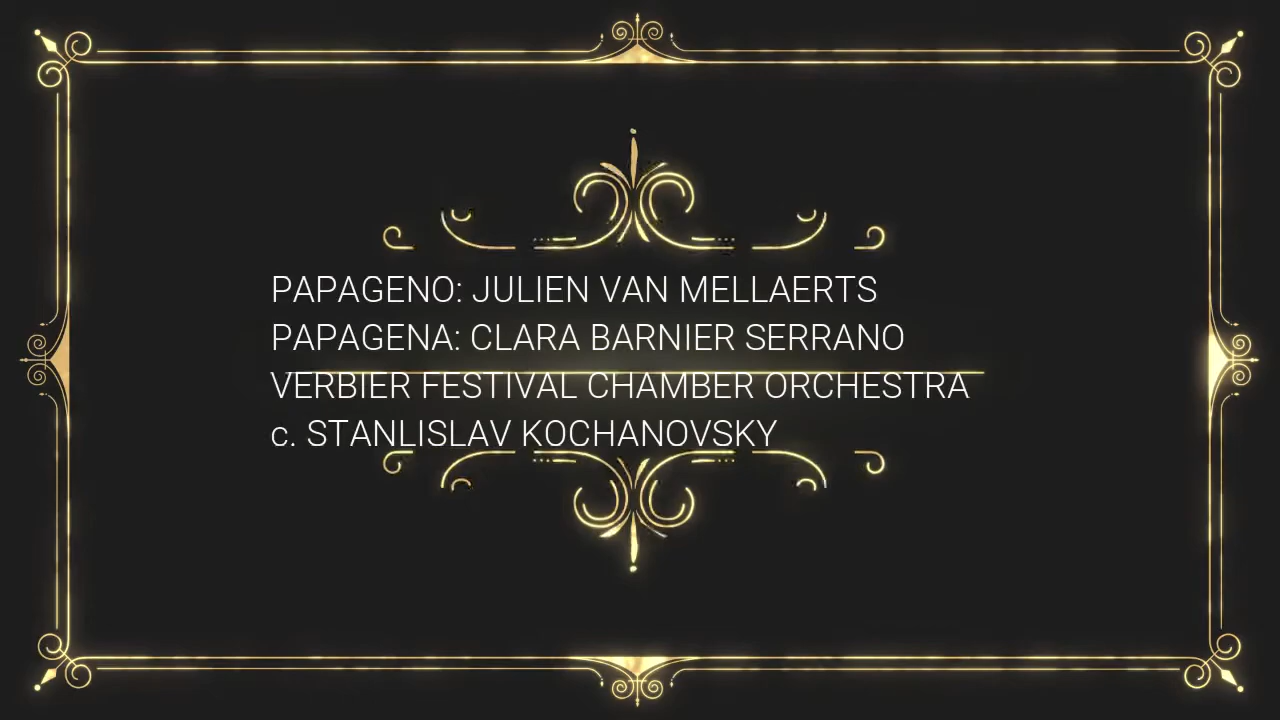 PAPAGENO: JULIEN VAN MELLAERTS
PAPAGENA: CLARA BARNIER SERRANO
VERBIER FESTIVAL CHAMBER ORCHESTRA
c. STANLISLAV KOCHANOVSKY